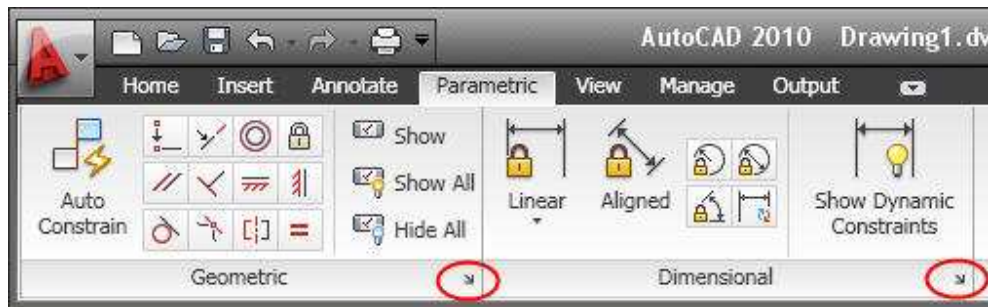 AutoCAD 2010 Drawing1.dw
Home Insert Annotate Parametric View Manage Output
Auto Constrain
Show
Show All
Hide All
Linear
Aligned
Show Dynamic
Constraints
Geometric
Dimensional